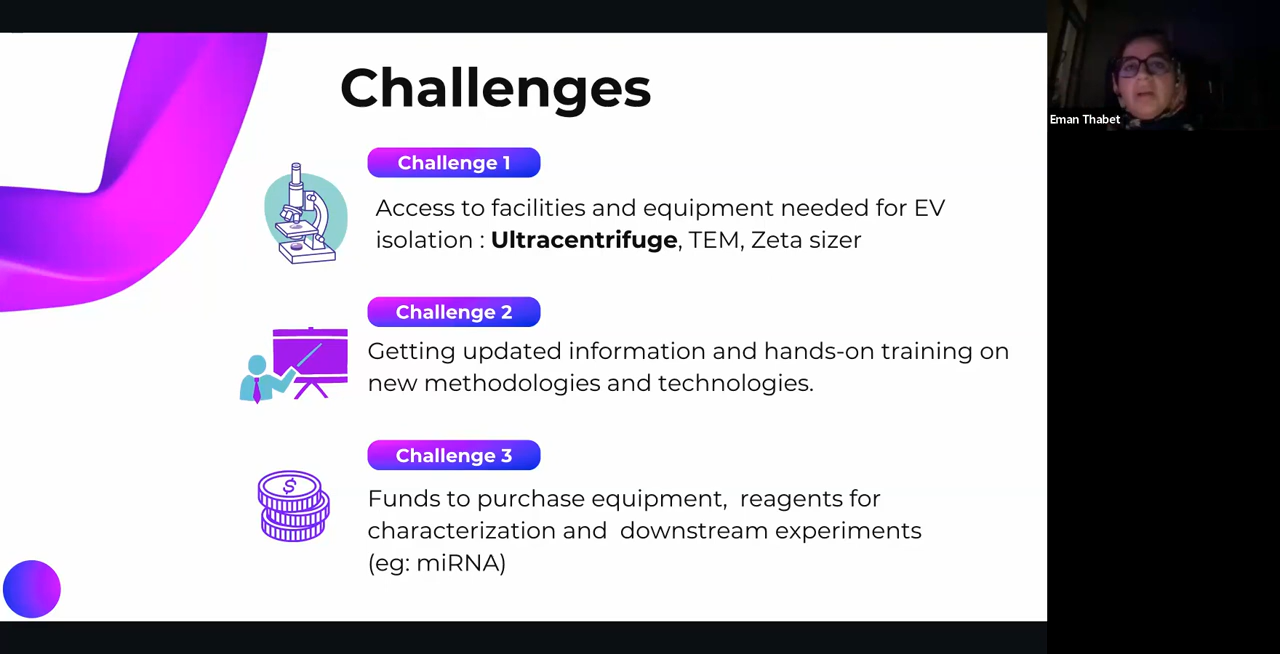 Challenges
Challenge 1
Access to facilities and equipment needed for EV
isolation : Ultracentrifuge, TEM, Zeta sizer
Challenge 2
Getting updated information and hands-on training on
new methodologies and technologies.
Challenge 3
$
Funds to purchase equipment,  reagents for
characterization and  downstream experiments
(eg: miRNA)
Eman Thabet